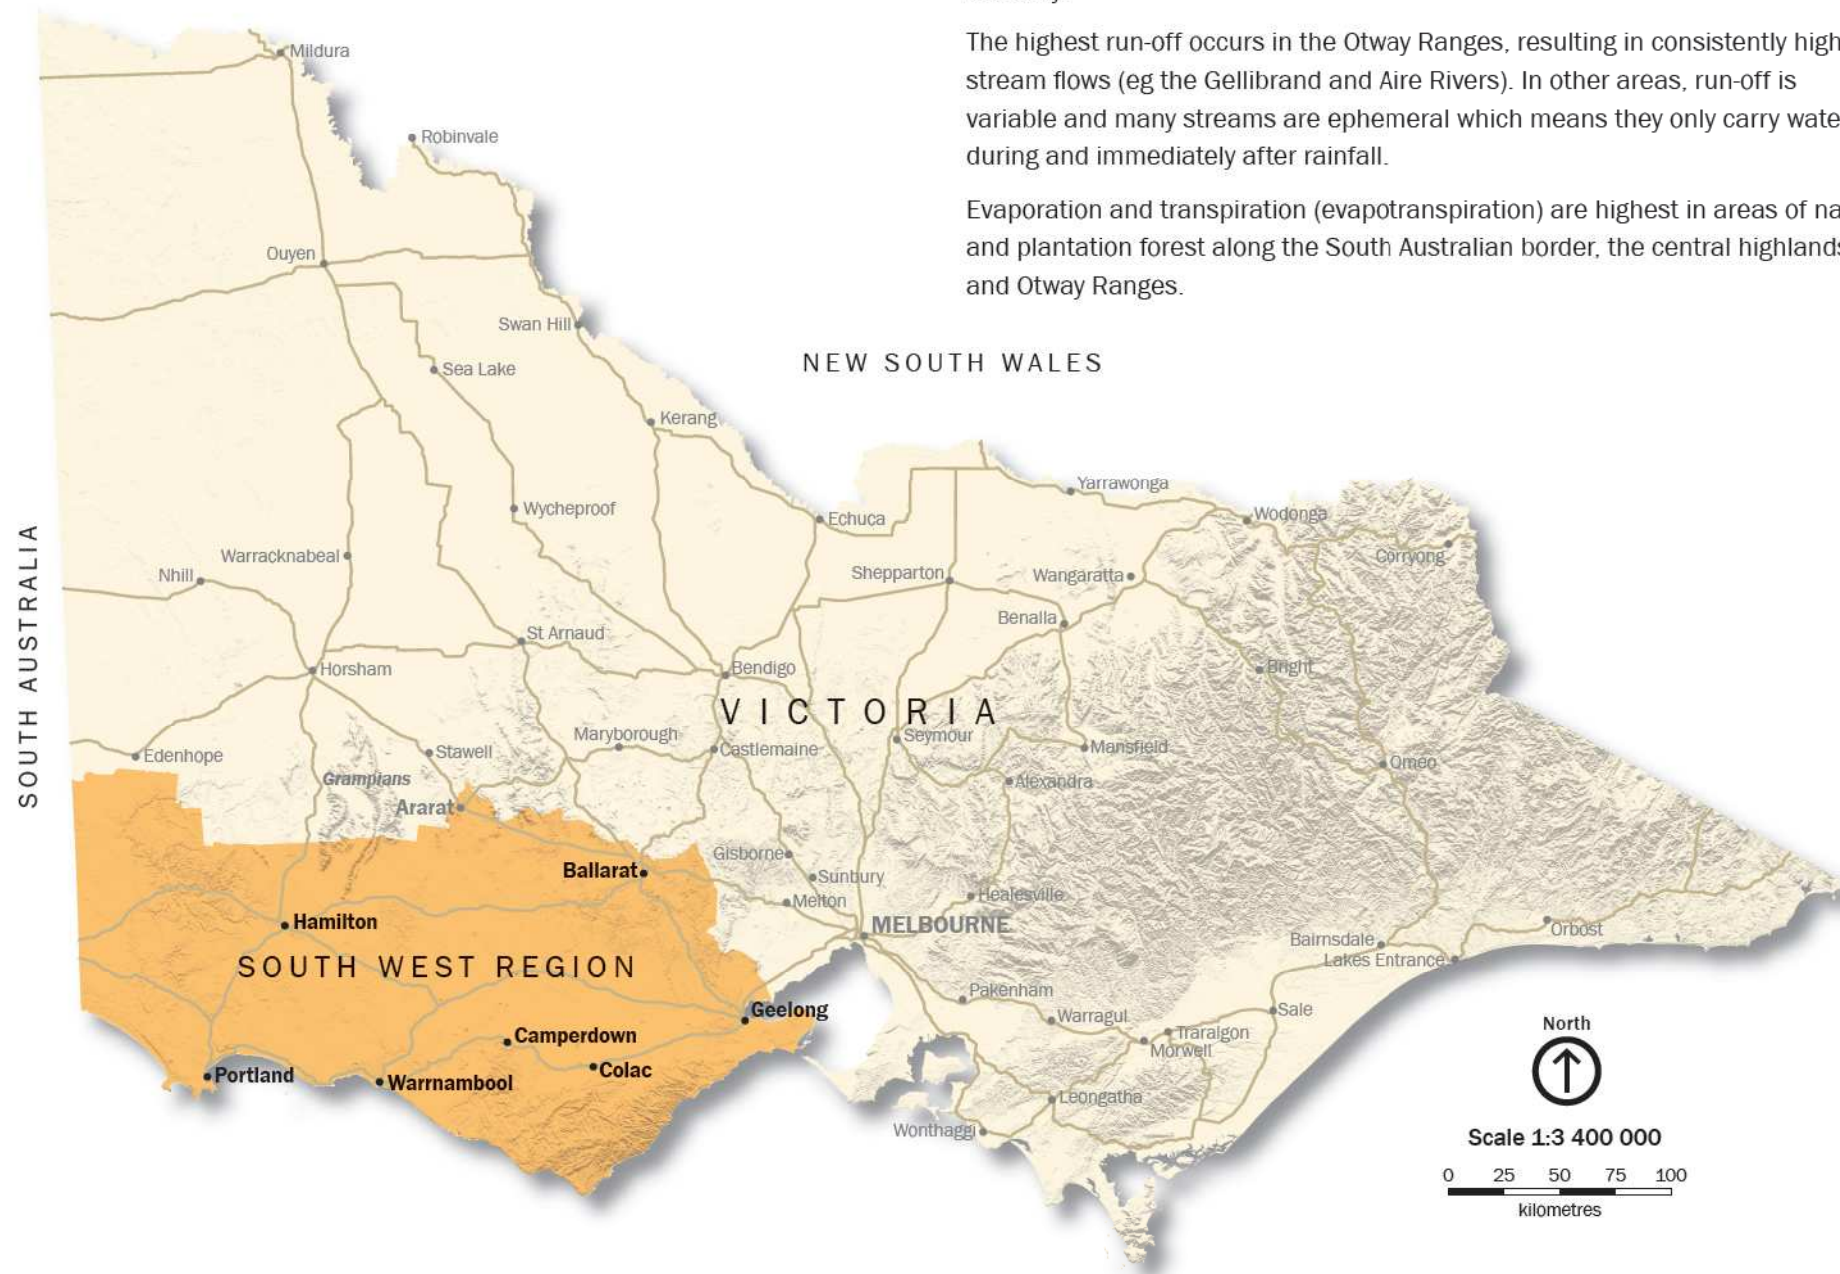 The highest run-off occurs in the Otway Ranges, resulting in consistently high
stream flows (eg the Gellibrand and Aire Rivers). In other areas, run-off is
variable and many streams are ephemeral which means they only carry wate
during and immediately after rainfall.
Evaporation and transpiration (evapotranspiration) are highest in areas of na
and plantation forest along the South Australian border, the central highlands
and Otway Ranges.
Mildura
Robinvale
Ouyen
Swan Hill
NEW SOUTH WALES
Sea Lake
Kerang
Yarrawonga
Wycheproof
Echuca
Wodonga
SOUTH AUSTRALIA
Warracknabeal
Corryong
Nhill
Shepparton
Wangaratta
Benalla
St Arnaud
Horsham
Bendigo
Bright
VICTORIA
Maryborough
Seymour
Edenhope
Stawell
Castlemaine
Mansfield
Omeo
Grampians
Alexandra
Ararat
Gisborne
Ballarat
Sunbury
Healesville
Melton
Hamilton
MELBOURNE
Orbost
Bairnsdale
Lakes Entrance
SOUTH WEST REGION
Pakenham
Geelong
Warragul
Sale
Camperdown
Traralgon
Morwell
North
Colac
Portland
Warrnambool
Leongatha
Wonthaggi
Scale 1:3 400 000
0 25 50 75 100
kilometres